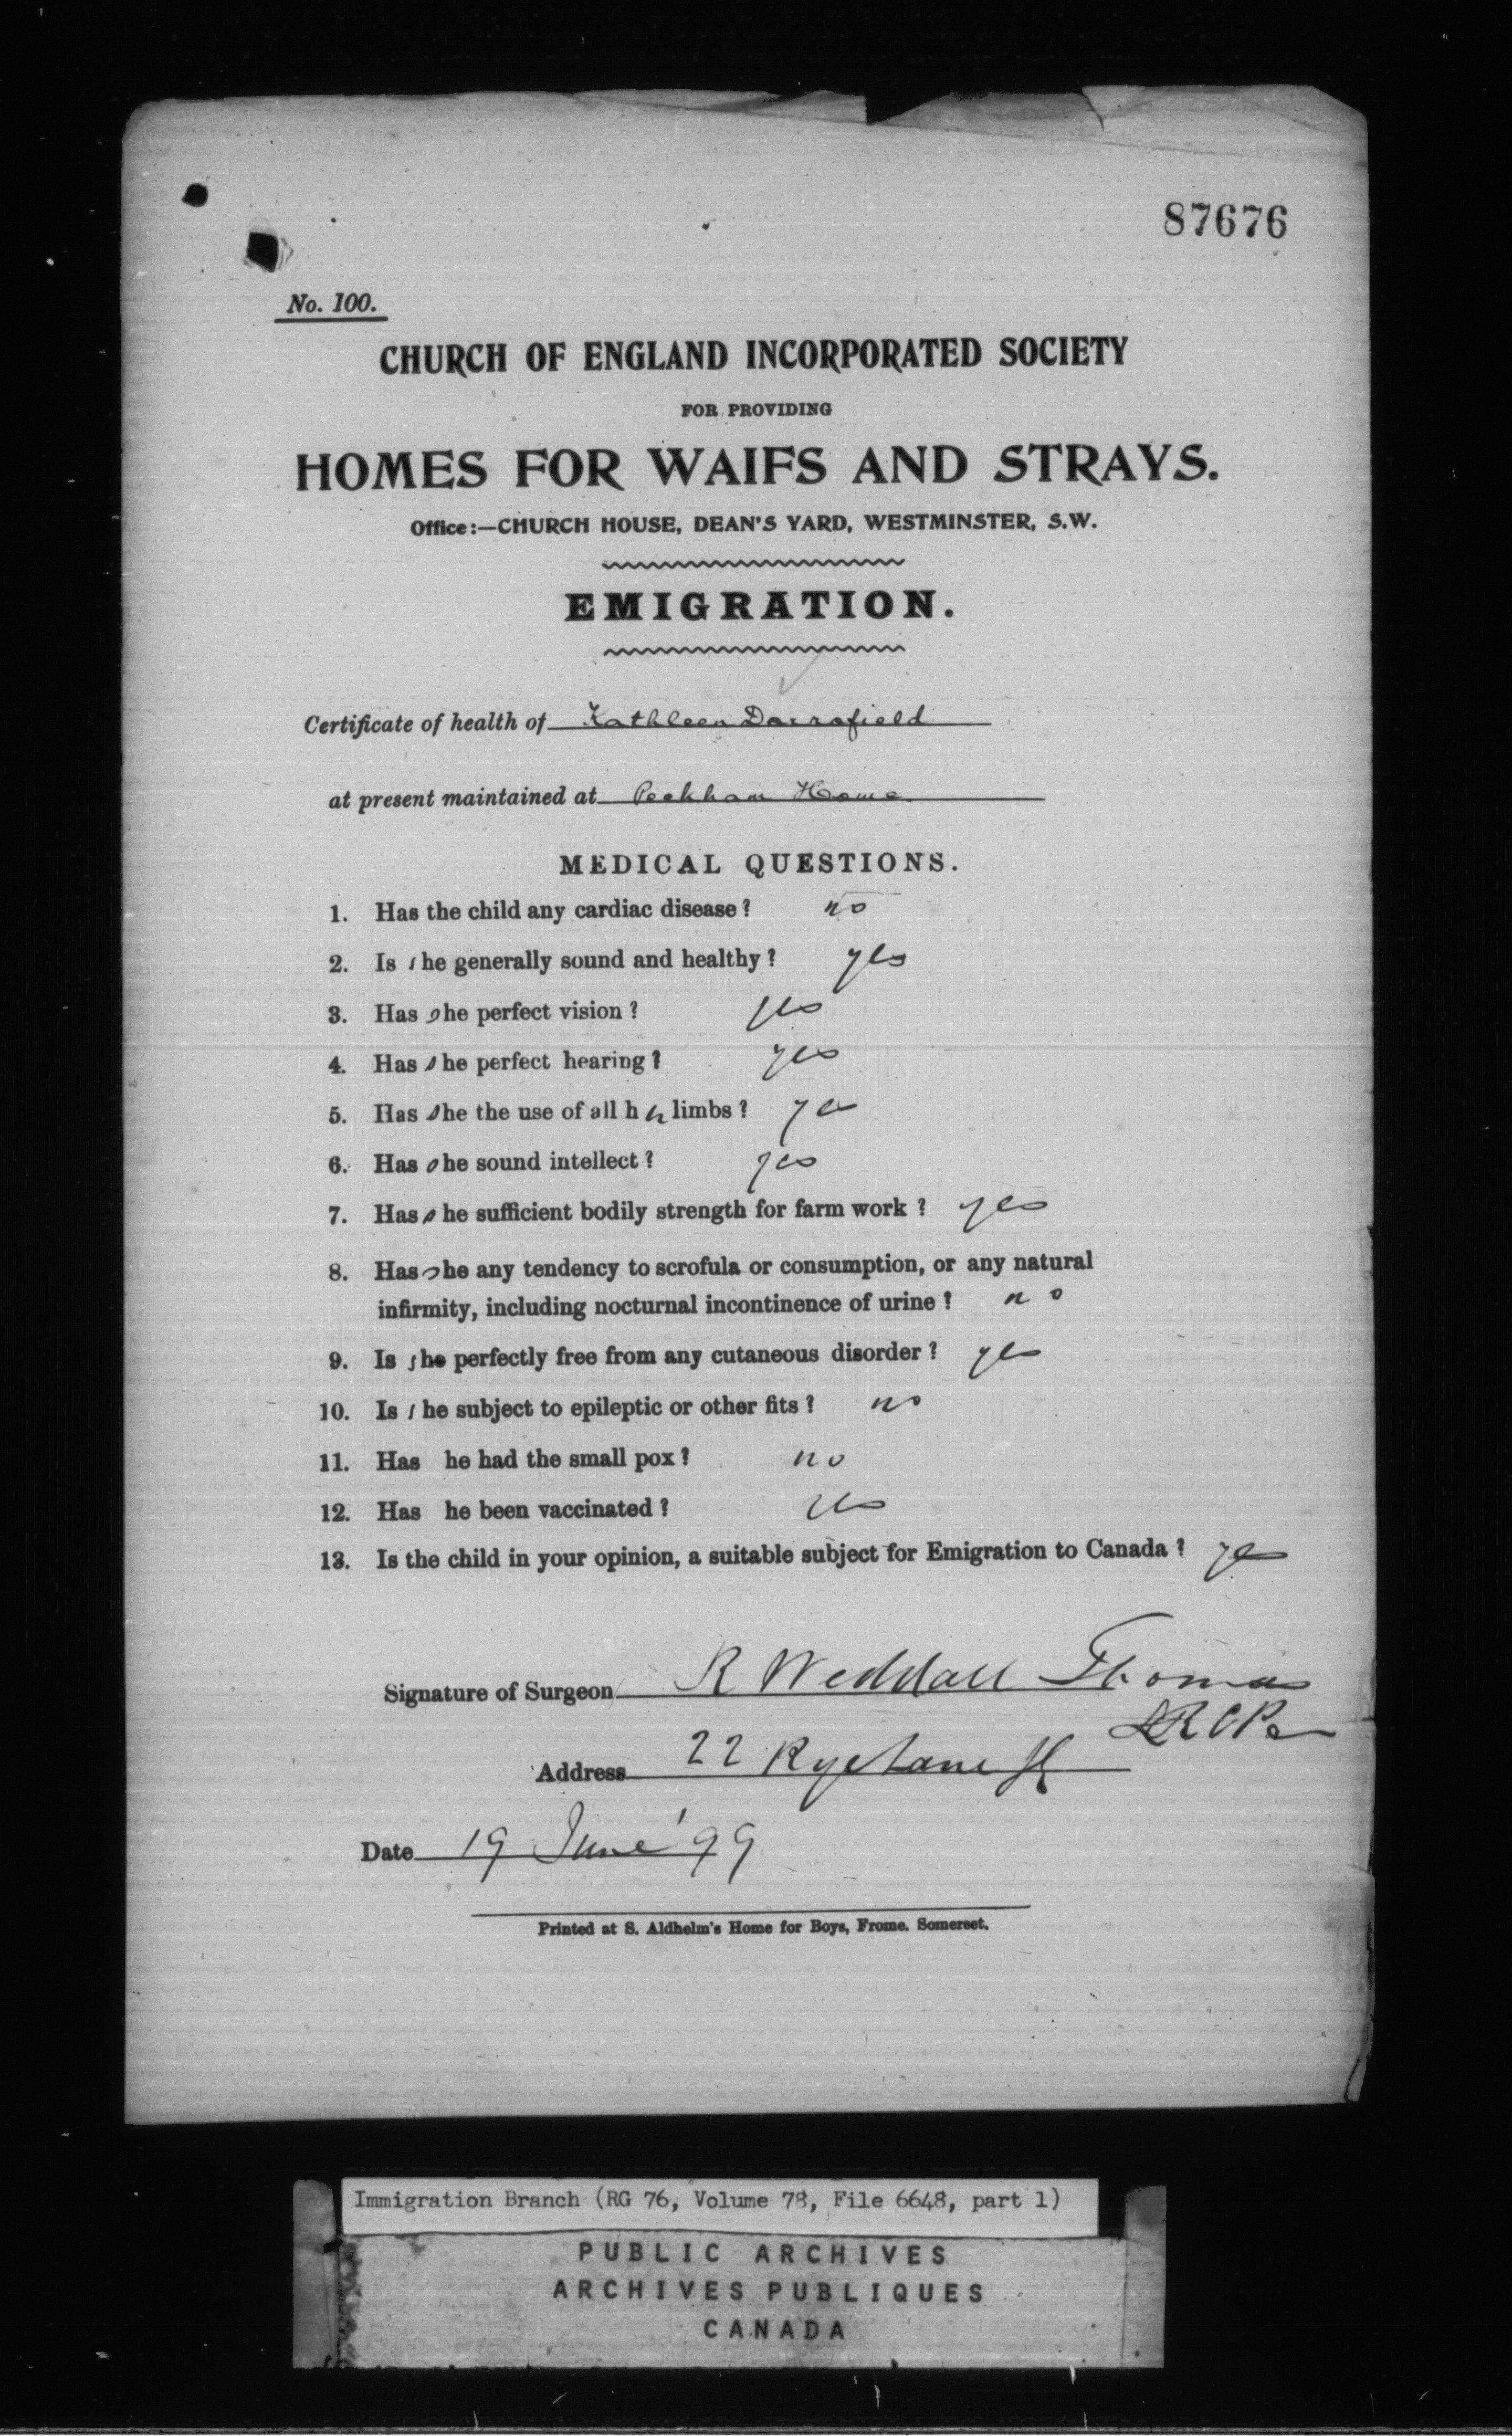 87676
No. 100.
CHURCH OF ENGLAND INCORPORATED SOCIETY
FOR PROVIDING
HOMES FOR WAIFS AND STRAYS.
Office:—CHURCH HOUSE, DEAN'S YARD, WESTMINSTER, S.W.
EMIGRATION.
Certificate of health of Kathleen
at present maintained at Peckham Home
MEDICAL QUESTIONS.
1. Has the child any cardiac disease? no
2. Is she generally sound and healthy? yes
3. Has she perfect vision? yes
4. Has she perfect hearing? yes
5. Has she the use of all her limbs? yes
6. Has she sound intellect? yes
7. Has she sufficient bodily strength for farm work? yes
8. Has she any tendency to scrofula or consumption, or any natural
infirmity, including nocturnal incontinence of urine? no
9. Is she perfectly free from any cutaneous disorder? yes
10. Is she subject to epileptic or other fits? no
11. Has he had the small pox? no
12. Has he been vaccinated? yes
13. Is the child in your opinion, a suitable subject for Emigration to Canada? yes
Signature of Surgeon R Weddall Thomas
Address 22 Rye Lane
Date 19 June '99
Printed at S. Aldhelm's Home for Boys, Frome. Somerset.
Immigration Branch (RG 76, Volume 78, File 6648, part 1)
PUBLIC ARCHIVES
ARCHIVES PUBLIQUES
CANADA